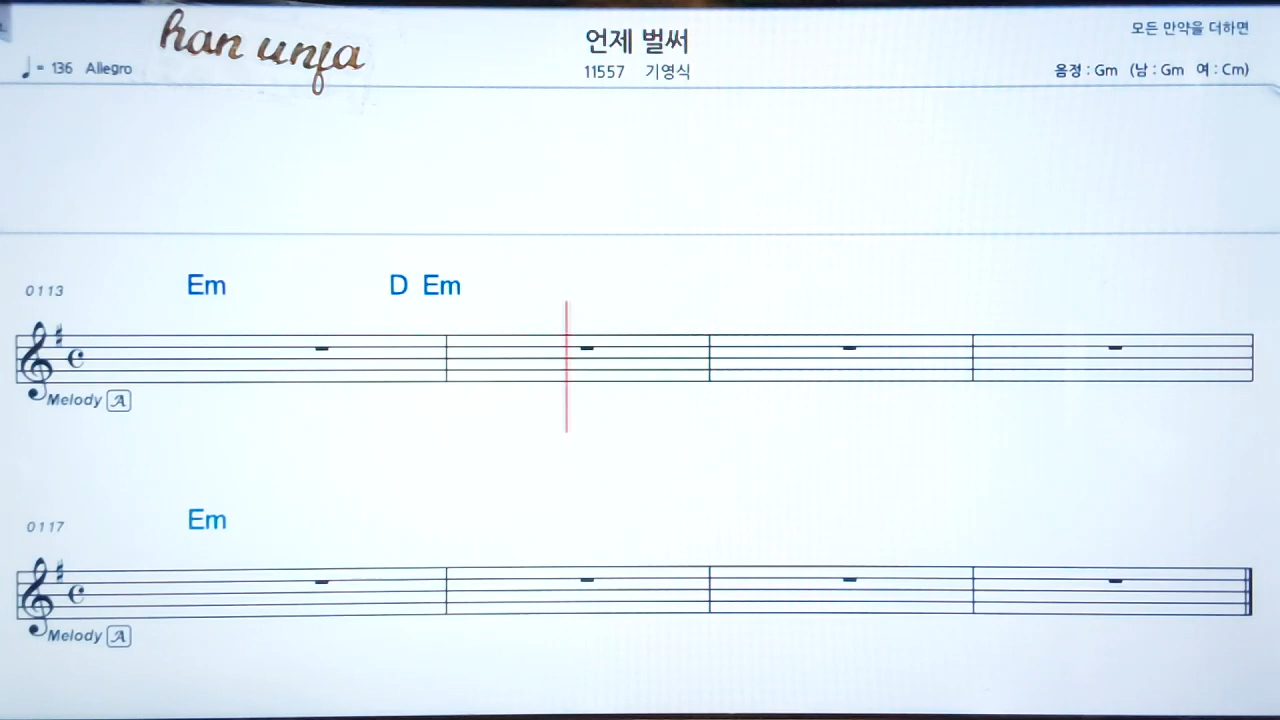 han unfa
언제 벌써
모든 만약을 더하면
♩ = 136 Allegro
11557 기영식
음정 : Gm (남 : Gm 여 : Cm)
0113 Em D Em
Melody A
0117 Em
Melody A